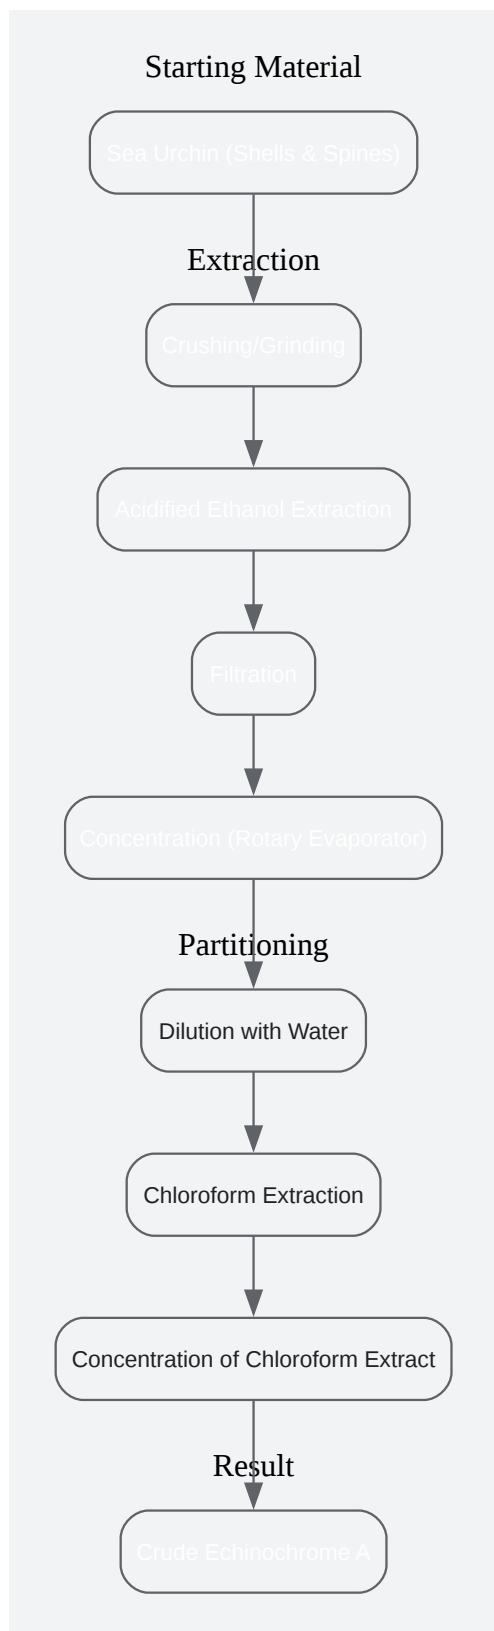 Starting Material
Sea Urchin (Shells & Spines)
Extraction
Crushing/Grinding
Acidified Ethanol Extraction
Filtration
Concentration (Rotary Evaporator)
Partitioning
Dilution with Water
Chloroform Extraction
Concentration of Chloroform Extract
Result
Crude Echinochrome A